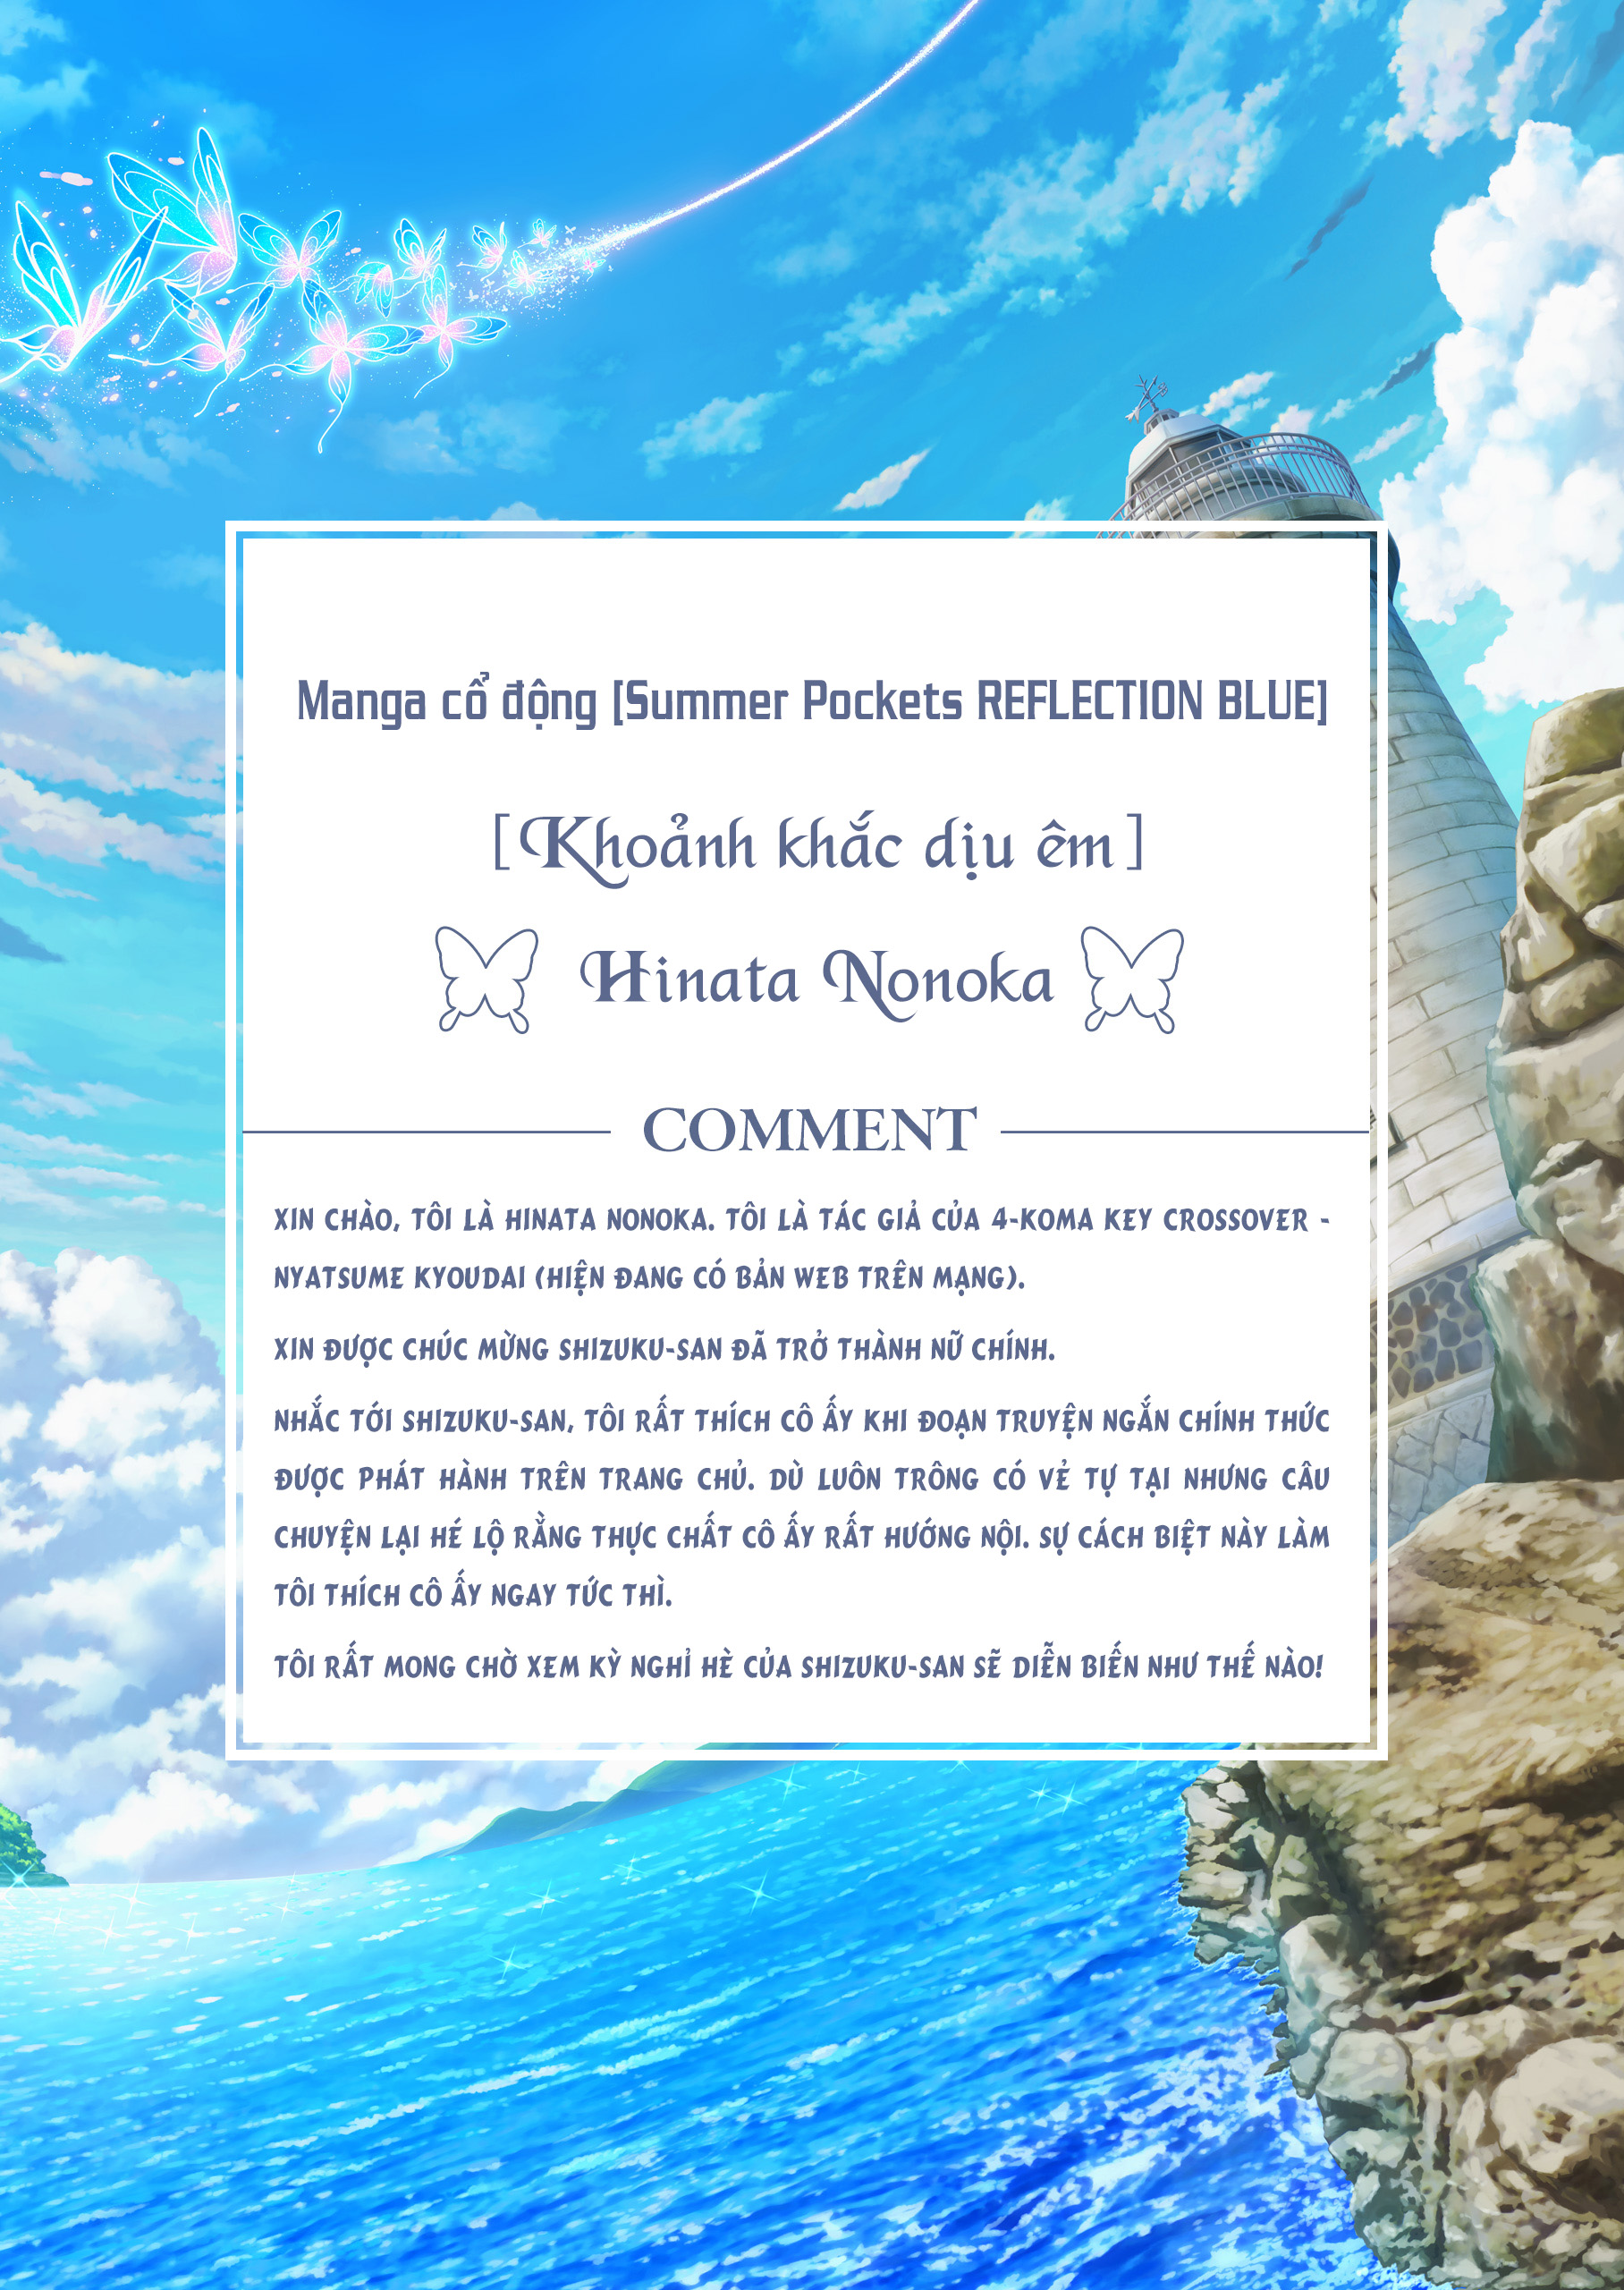 Manga cổ động [Summer Pockets REFLECTION BLUE]
[Khoảnh khắc dịu êm]
Hinata Nonoka
COMMENT
XIN CHÀO, TÔI LÀ HINATA NONOKA. TÔI LÀ TÁC GIẢ CỦA 4-KOMA KEY CROSSOVER -
NYATSUME KYOUDAI (HIỆN ĐANG CÓ BẢN WEB TRÊN MẠNG).
XIN ĐƯỢC CHÚC MỪNG SHIZUKU-SAN ĐÃ TRỞ THÀNH NỮ CHÍNH.
NHẮC TỚI SHIZUKU-SAN, TÔI RẤT THÍCH CÔ ẤY KHI ĐOẠN TRUYỆN NGẮN CHÍNH THỨC
ĐƯỢC PHÁT HÀNH TRÊN TRANG CHỦ. DÙ LUÔN TRÔNG CÓ VẺ TỰ TẠI NHƯNG CÂU
CHUYỆN LẠI HÉ LỘ RẰNG THỰC CHẤT CÔ ẤY RẤT HƯỚNG NỘI. SỰ CÁCH BIỆT NÀY LÀM
TÔI THÍCH CÔ ẤY NGAY TỨC THÌ.
TÔI RẤT MONG CHỜ XEM KỲ NGHỈ HÈ CỦA SHIZUKU-SAN SẼ DIỄN BIẾN NHƯ THẾ NÀO!